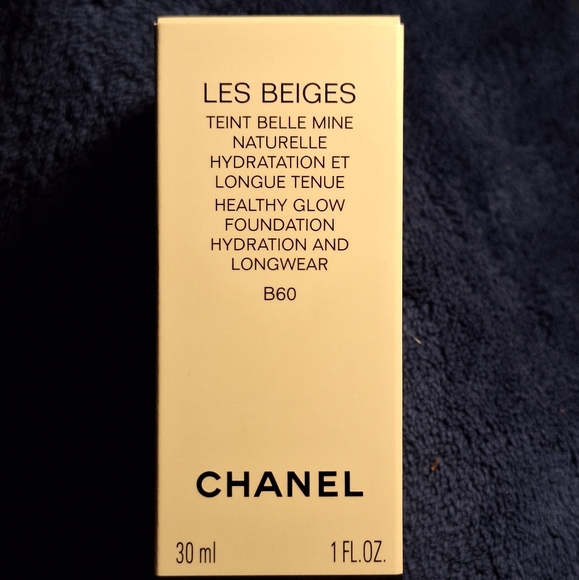 LES BEIGES
TEINT BELLE MINE
NATURELLE
HYDRATATION ET
LONGUE TENUE
HEALTHY GLOW
FOUNDATION
HYDRATION AND
LONGWEAR
B60
CHANEL
30 ml 1 FL.OZ.